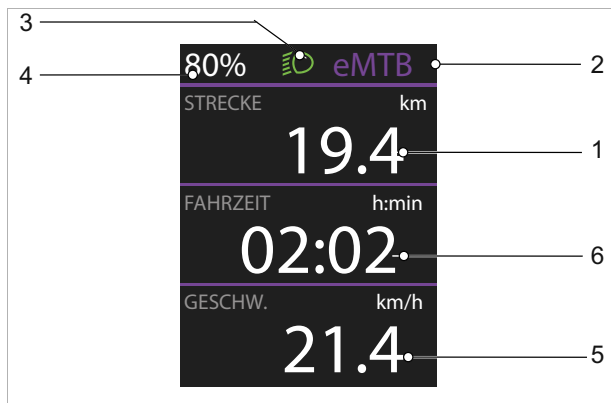 3
80% eMTB
4
2
STRECKE km
19.4
1
FAHRZEIT h:min
02:02
6
GESCHW. km/h
21.4
5